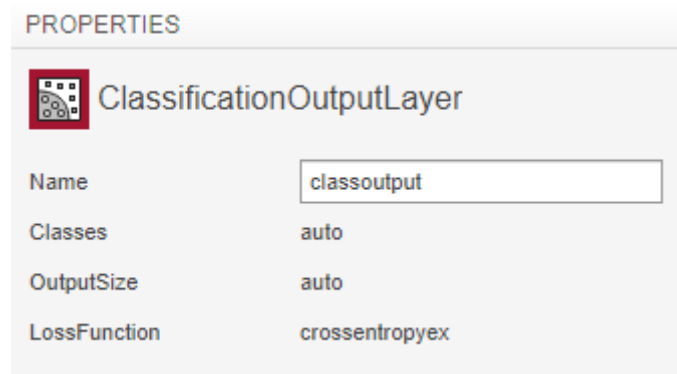 PROPERTIES
ClassificationOutputLayer
Name classoutput
Classes auto
OutputSize auto
LossFunction crossentropyex